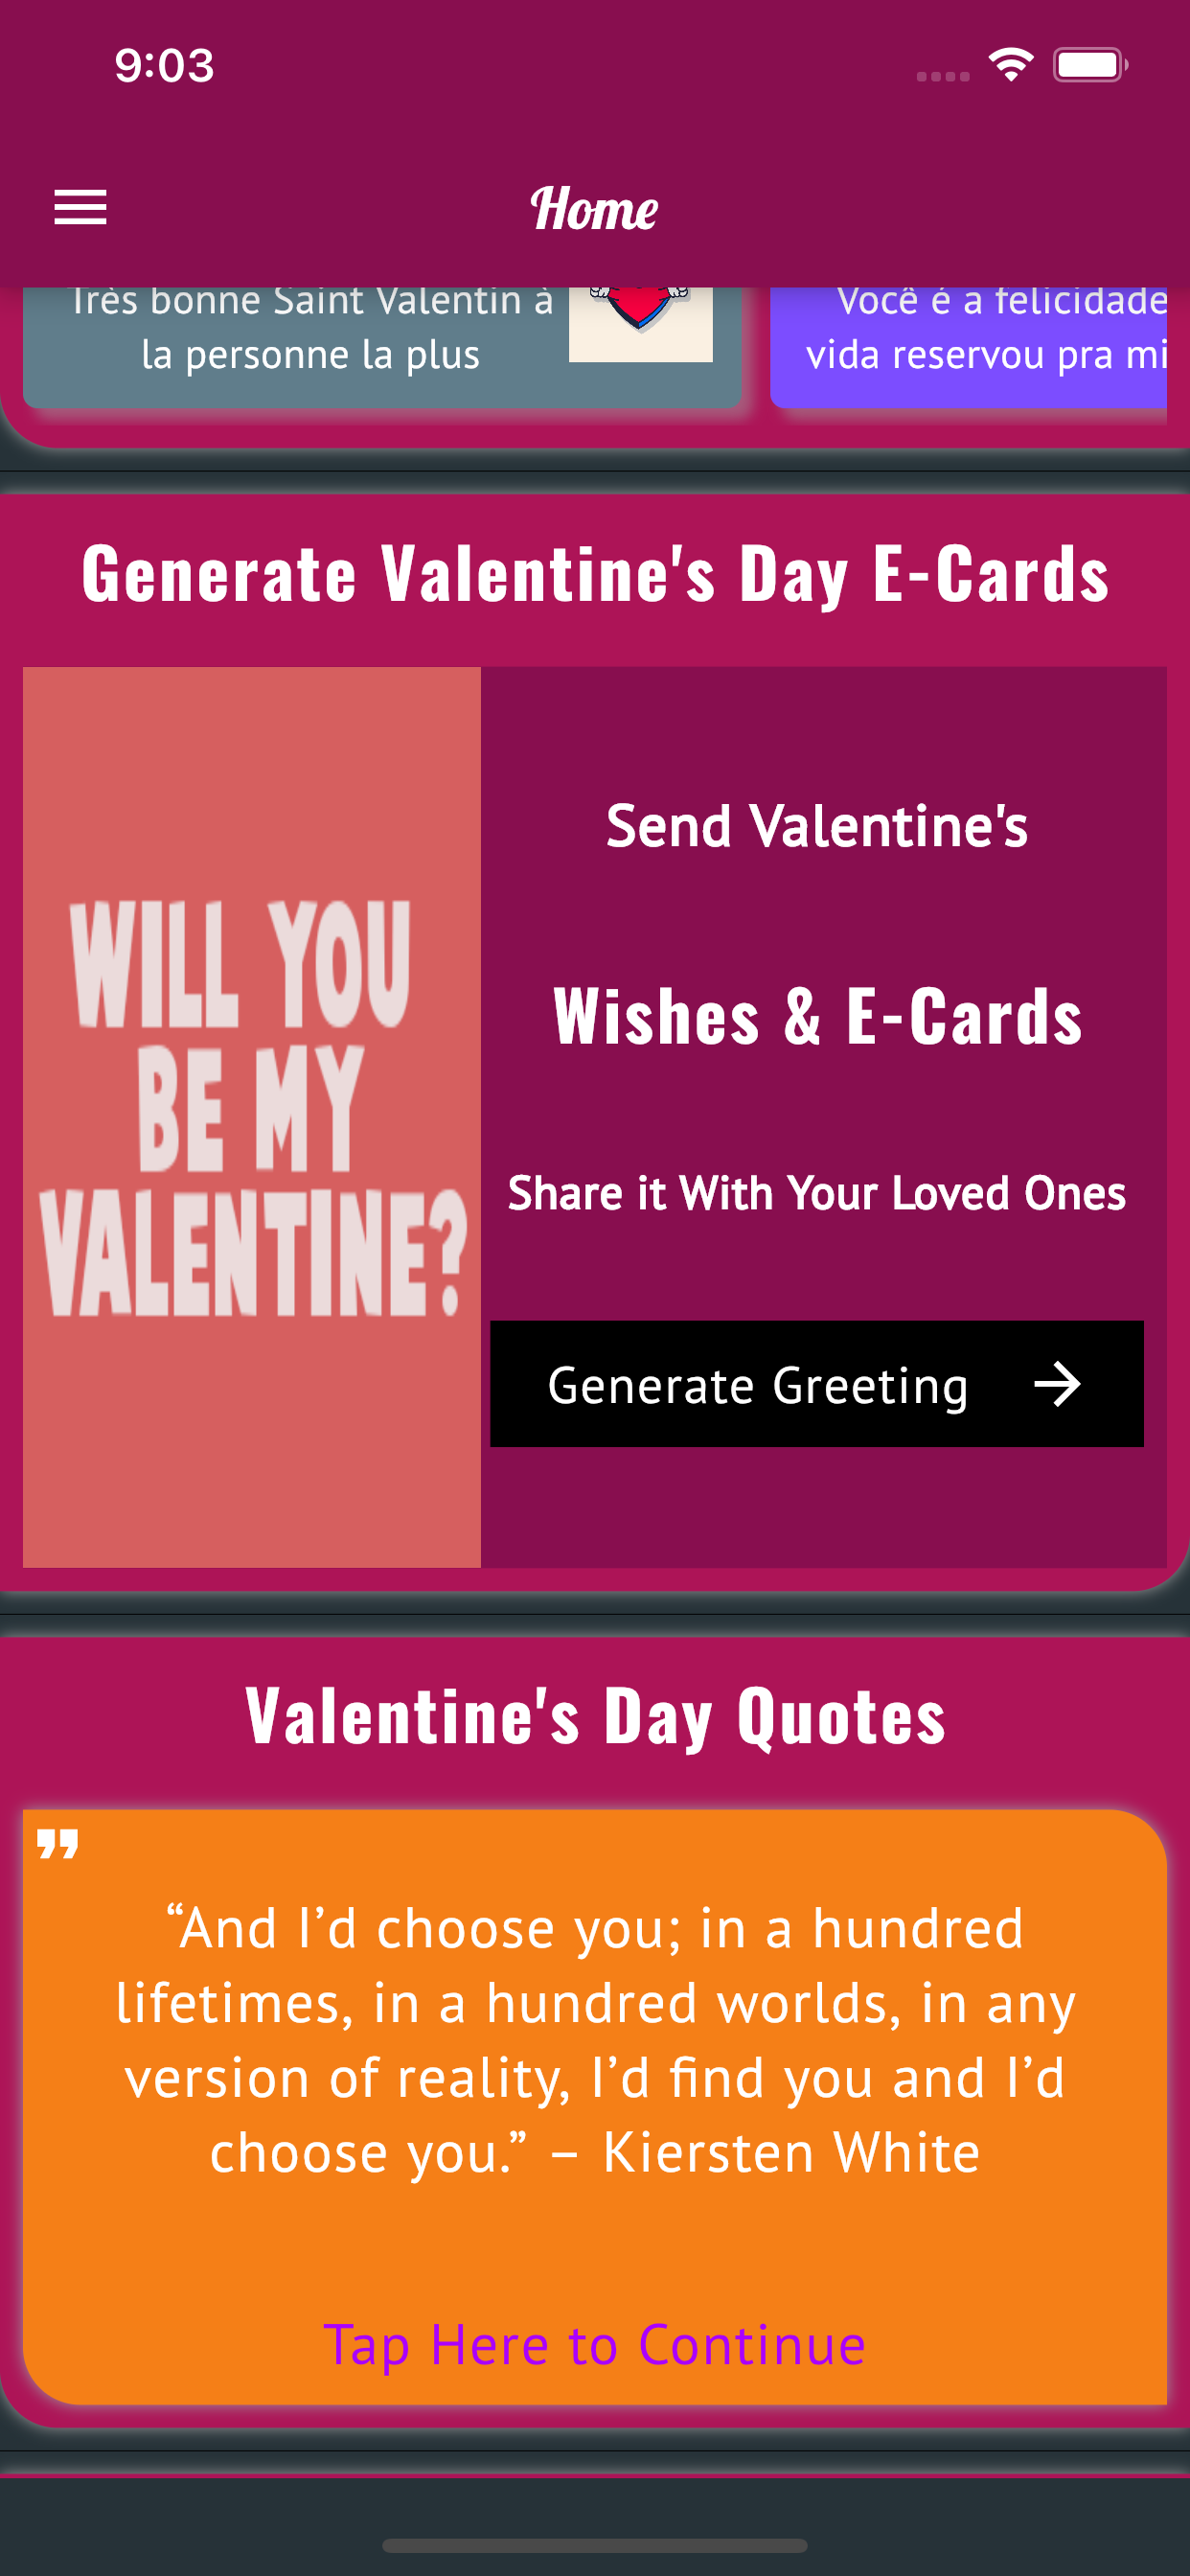 9:03
Home
Très bonne Saint Valentin à
la personne la plus
Você é a felicidade
vida reservou pra mi
Generate Valentine's Day E-Cards
WILL YOU
BE MY
VALENTINE?
Send Valentine's
Wishes & E-Cards
Share it With Your Loved Ones
Generate Greeting
Valentine's Day Quotes
“And I’d choose you; in a hundred
lifetimes, in a hundred worlds, in any
version of reality, I’d find you and I’d
choose you.” – Kiersten White
Tap Here to Continue